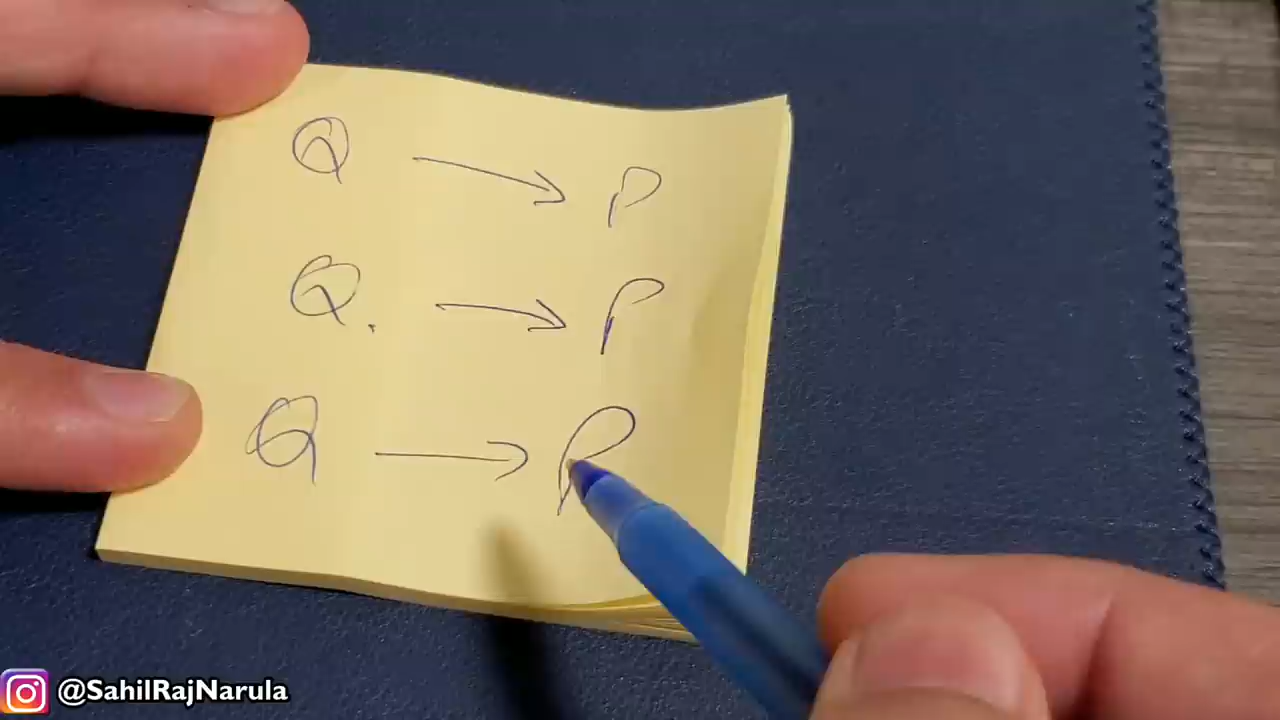 Q → P
Q. → P
Q → P
@SahilRajNarula